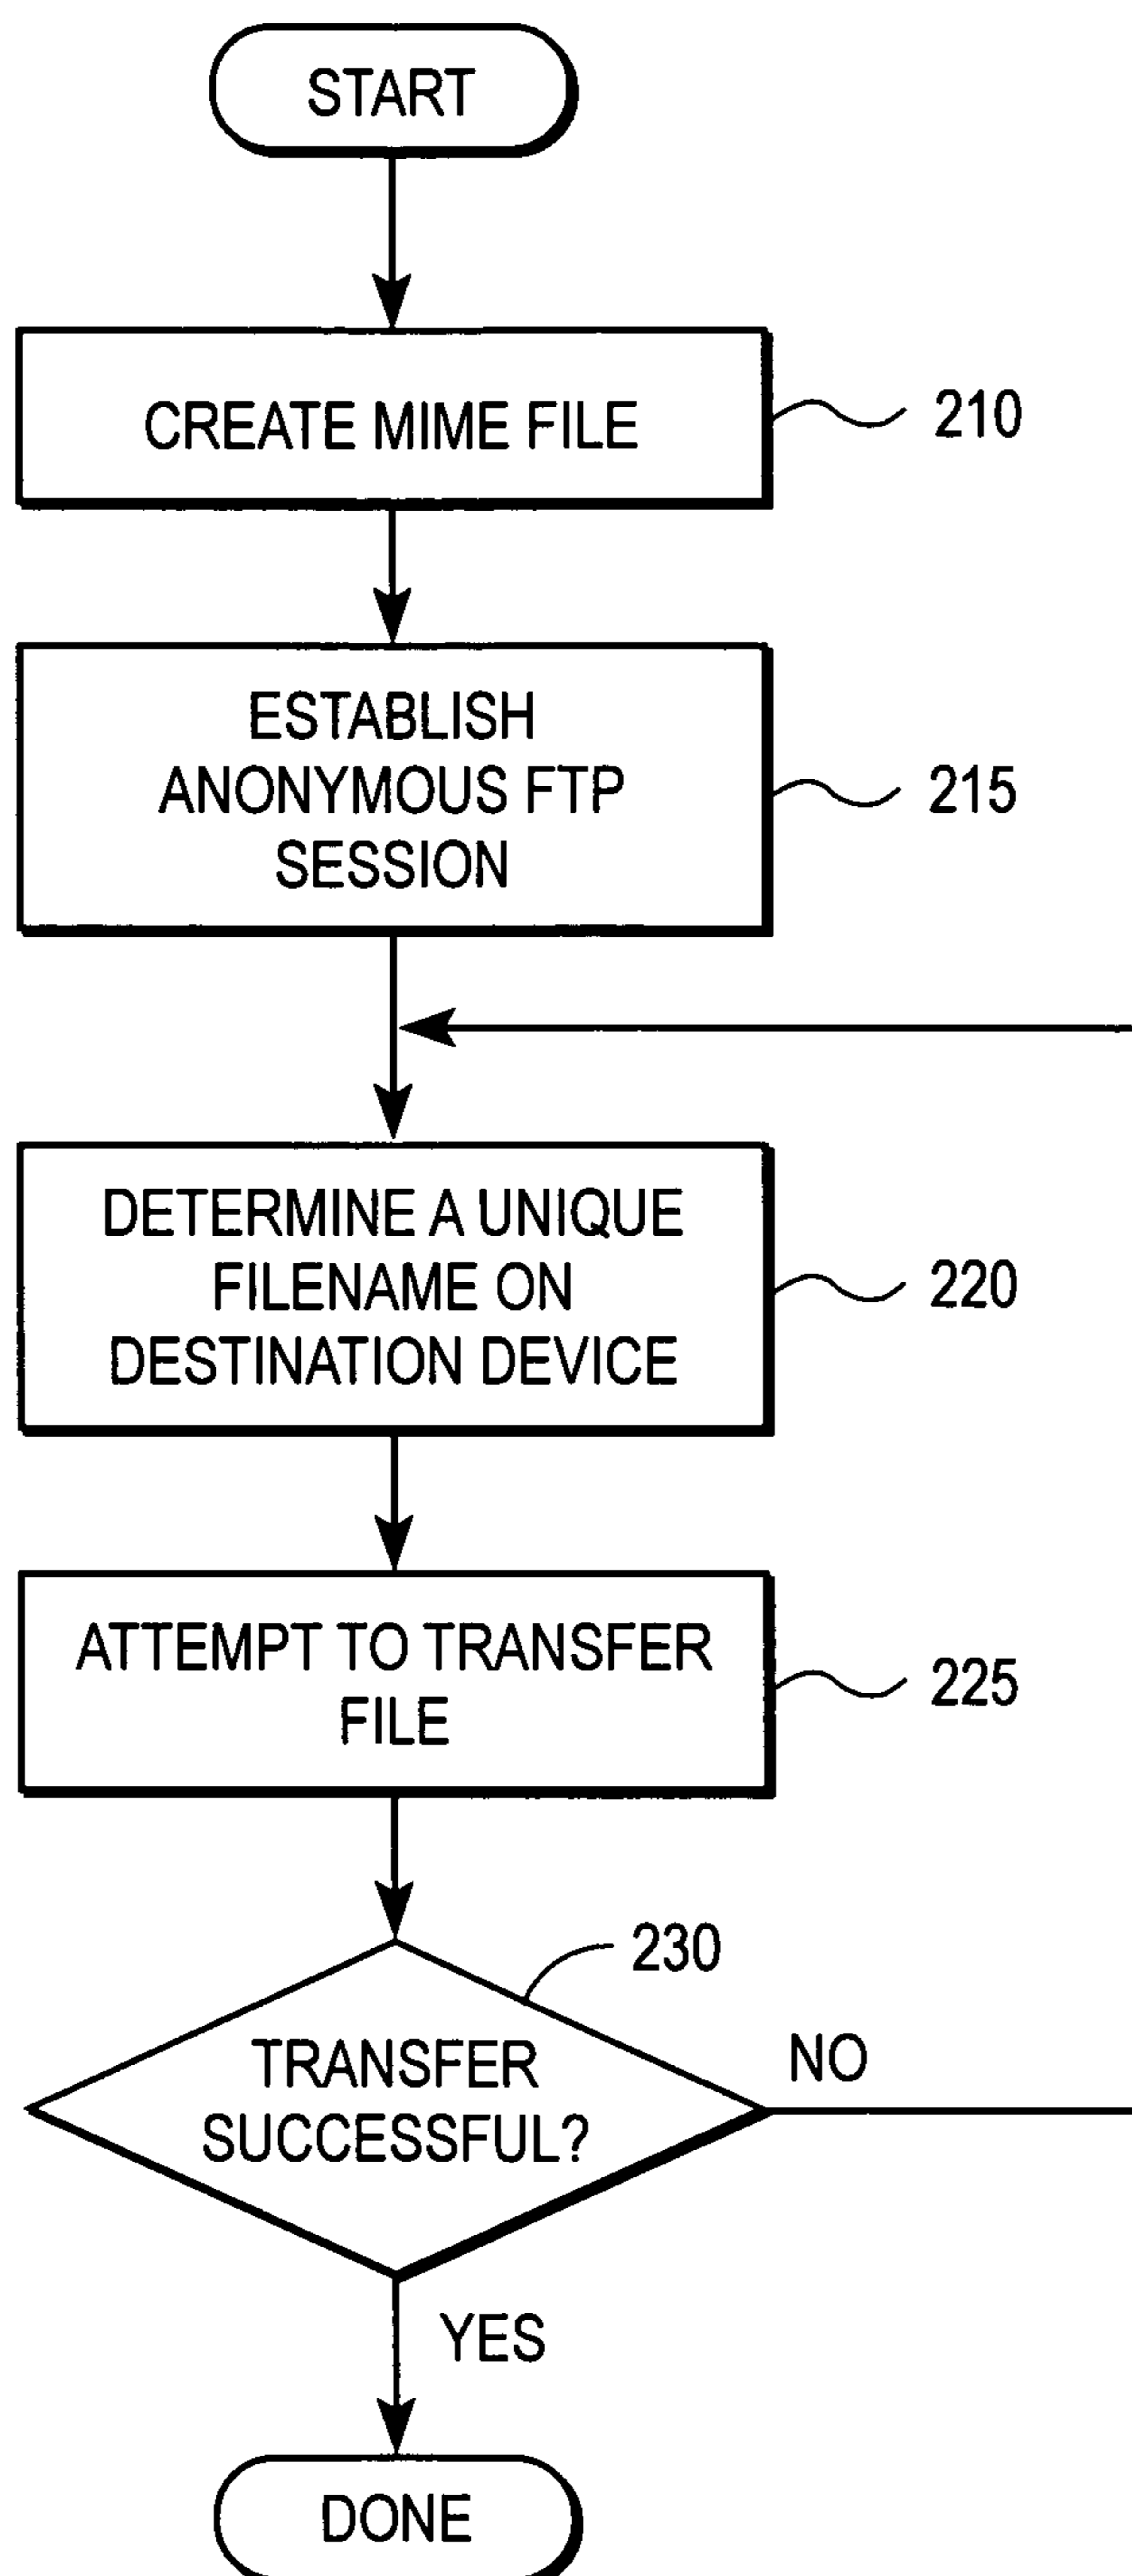 START
CREATE MIME FILE
210
ESTABLISH
ANONYMOUS FTP
SESSION
215
DETERMINE A UNIQUE
FILENAME ON
DESTINATION DEVICE
220
ATTEMPT TO TRANSFER
FILE
225
230
TRANSFER
SUCCESSFUL?
NO
YES
DONE